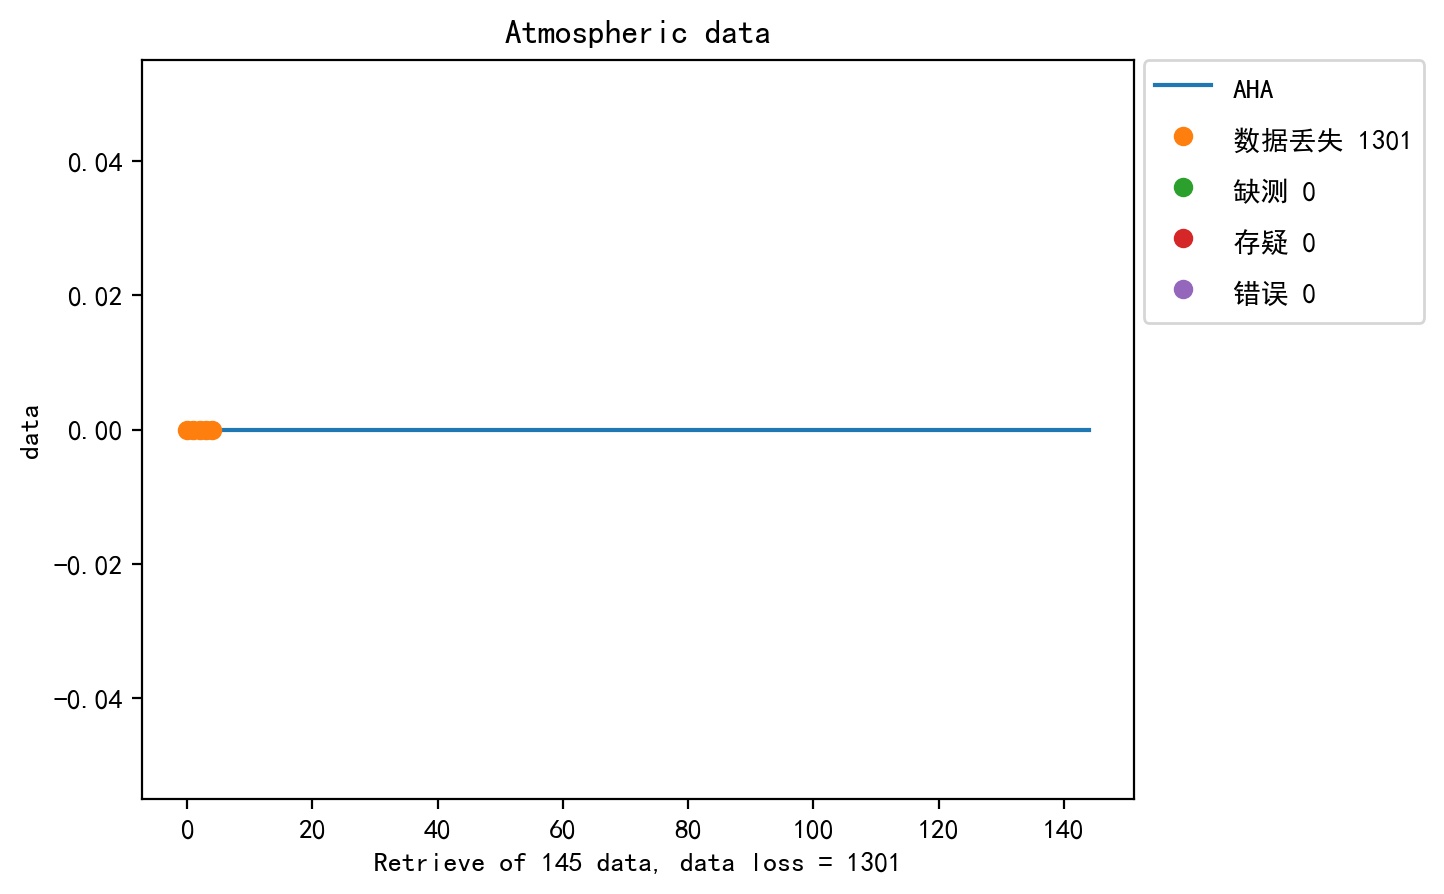 Atmospheric data
AHA
数据丢失 1301
缺测 0
存疑 0
错误 0
0.04
0.02
0.00
-0.02
-0.04
data
0 20 40 60 80 100 120 140
Retrieve of 145 data, data loss = 1301